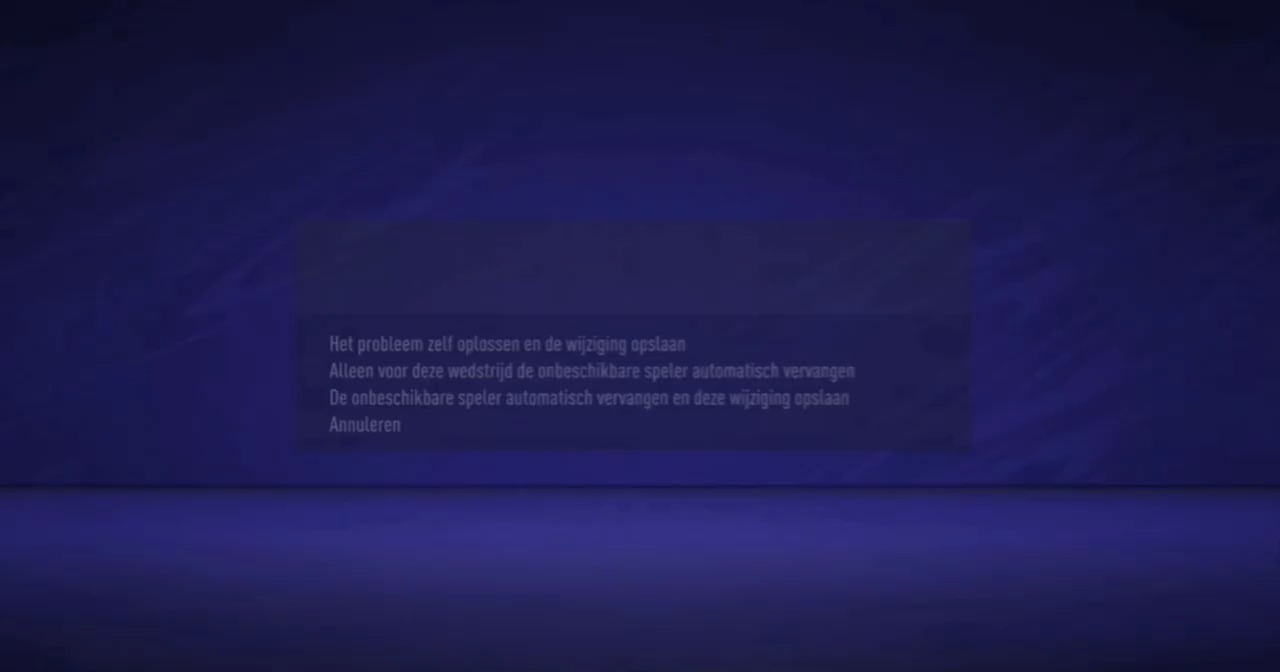 Het probleem zelf oplossen en de wijziging opslaan
Alleen voor deze wedstrijd de onbeschikbare speler automatisch vervangen
De onbeschikbare speler automatisch vervangen en deze wijziging opslaan
Annuleren